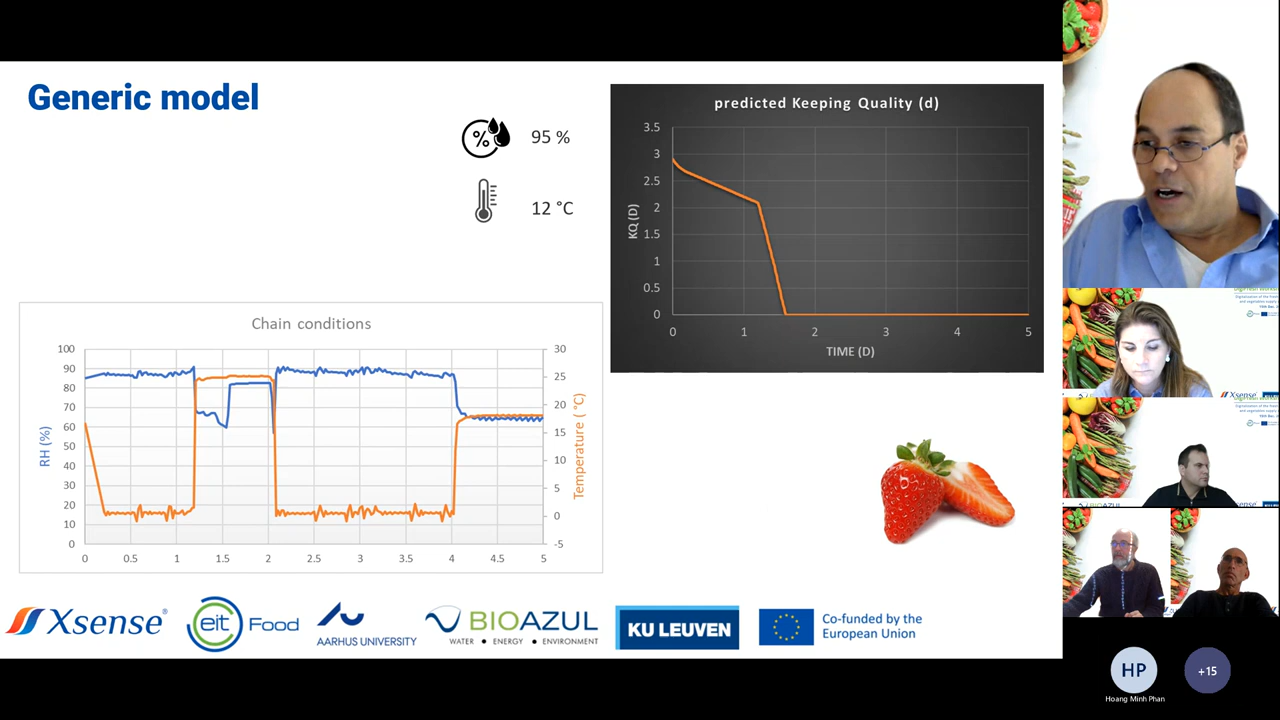 Generic model
%
95 %
12 °C
predicted Keeping Quality (d)
3.5
3
2.5
2
1.5
1
0.5
0
KQ (D)
0 1 2 3 4 5
TIME (D)
Chain conditions
100
90
80
70
60
50
40
30
20
10
0
RH (%)
30
25
20
15
10
5
0
-5
Temperature ( °C)
0 0.5 1 1.5 2 2.5 3 3.5 4 4.5 5
Xsense®
eit Food
AARHUS UNIVERSITY
BIOAZUL
WATER • ENERGY • ENVIRONMENT
KU LEUVEN
Co-funded by the
European Union
Xsense
HP
+15
Hoang Minh Phan